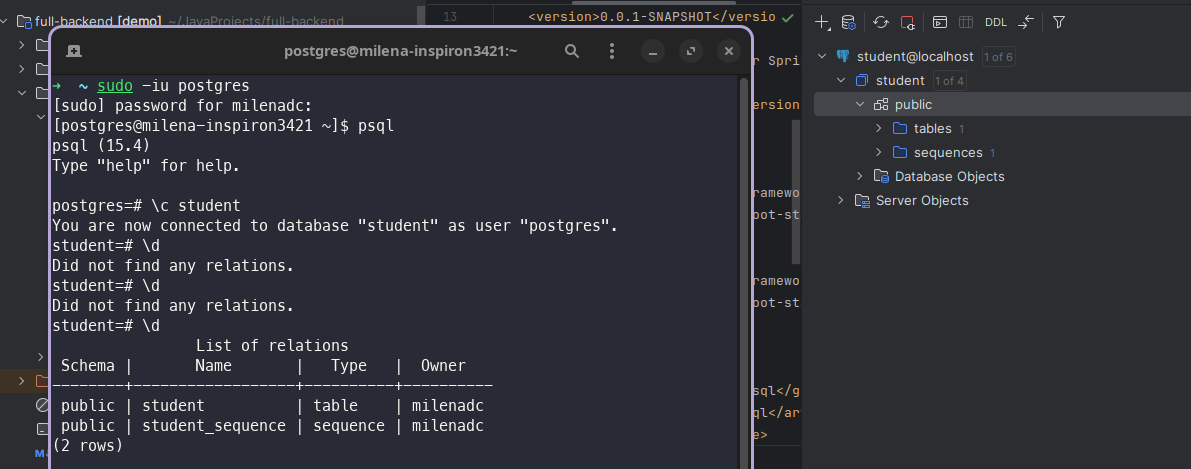 full-backend [demo] ~/JavaProjects/full-backend
13 <version>0.0.1-SNAPSHOT</versio
postgres@milena-inspiron3421:~
➜ ~ sudo -iu postgres
[sudo] password for milenadc:
[postgres@milena-inspiron3421 ~]$ psql
psql (15.4)
Type "help" for help.
postgres=# \c student
You are now connected to database "student" as user "postgres".
student=# \d
Did not find any relations.
student=# \d
Did not find any relations.
student=# \d
List of relations
Schema | Name | Type | Owner
--------+------------------+----------+----------
public | student | table | milenadc
public | student_sequence | sequence | milenadc
(2 rows)
r Spri
version
ramewo
oot-st
ramewo
oot-st
sql</g
ql</ar
e>
DDL
student@localhost 1 of 6
student 1 of 4
public
tables 1
sequences 1
Database Objects
Server Objects